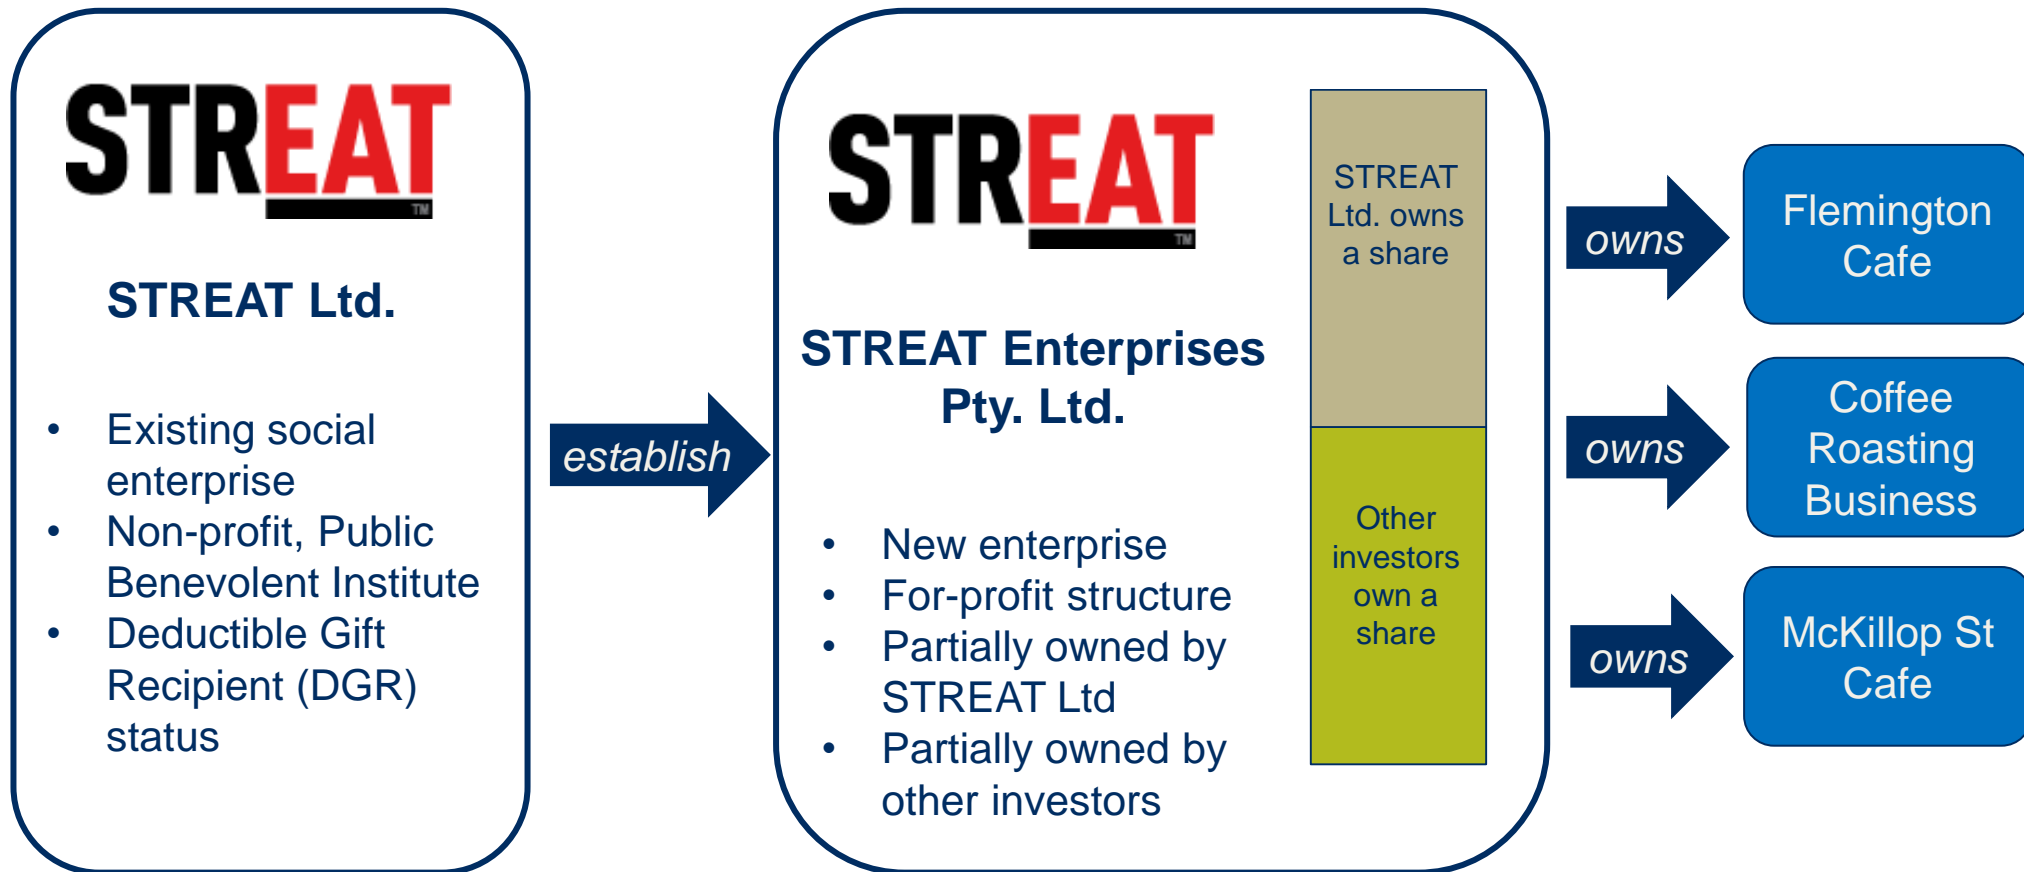 STREAT
TM
STREAT Ltd.
• Existing social
enterprise
• Non-profit, Public
Benevolent Institute
• Deductible Gift
Recipient (DGR)
status
establish
STREAT
TM
STREAT Enterprises
Pty. Ltd.
• New enterprise
• For-profit structure
• Partially owned by
STREAT Ltd
• Partially owned by
other investors
STREAT
Ltd. owns
a share
Other
investors
own a
share
owns
Flemington
Cafe
owns
Coffee
Roasting
Business
owns
McKillop St
Cafe